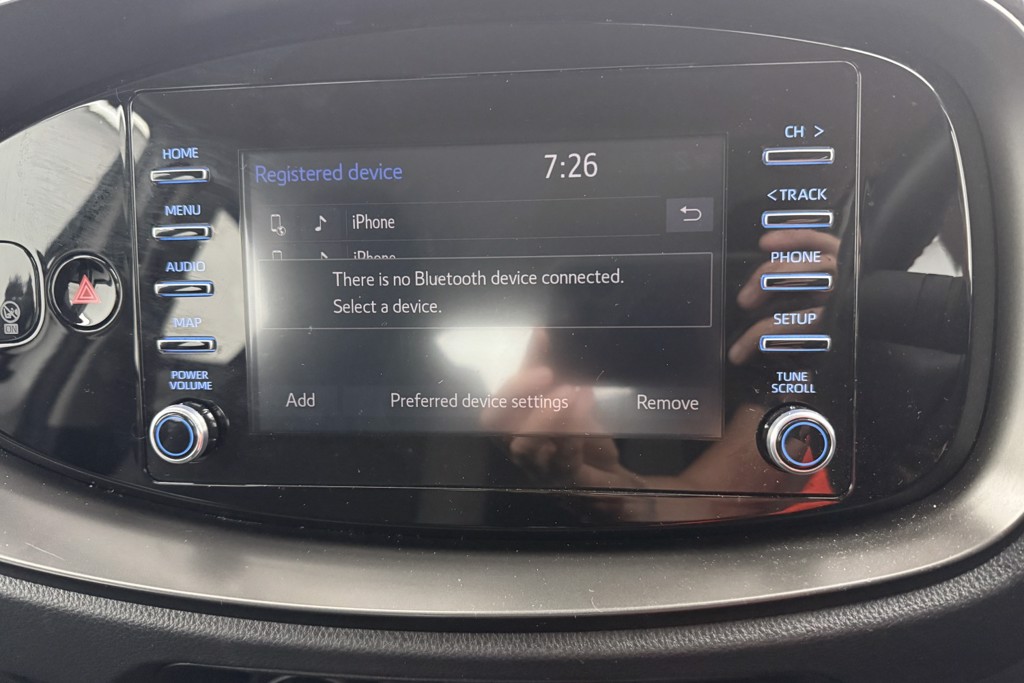 HOME
MENU
AUDIO
MAP
POWER
VOLUME
Registered device
7:26
iPhone
iPhone
There is no Bluetooth device connected.
Select a device.
Add
Preferred device settings
Remove
CH >
< TRACK
PHONE
SETUP
TUNE
SCROLL